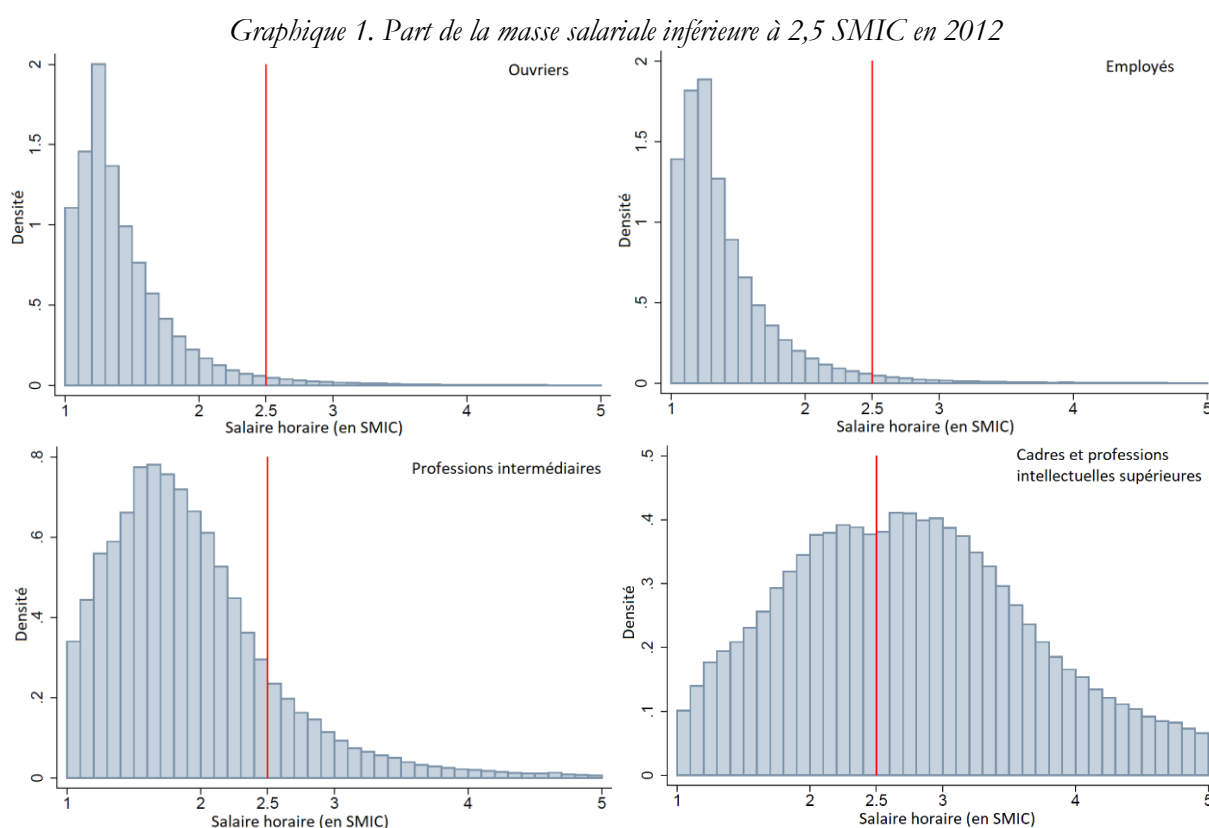 Graphique 1. Part de la masse salariale inférieure à 2,5 SMIC en 2012
Ouvriers
Densité
2
1.5
1
.5
0
1 2 2.5 3 4 5
Salaire horaire (en SMIC)
Employés
Densité
2
1.5
1
.5
0
1 2 2.5 3 4 5
Salaire horaire (en SMIC)
Professions intermédiaires
Densité
.8
.6
.4
.2
0
1 2 2.5 3 4 5
Salaire horaire (en SMIC)
Cadres et professions
intellectuelles supérieures
Densité
.5
.4
.3
.2
.1
0
1 2 2.5 3 4 5
Salaire horaire (en SMIC)